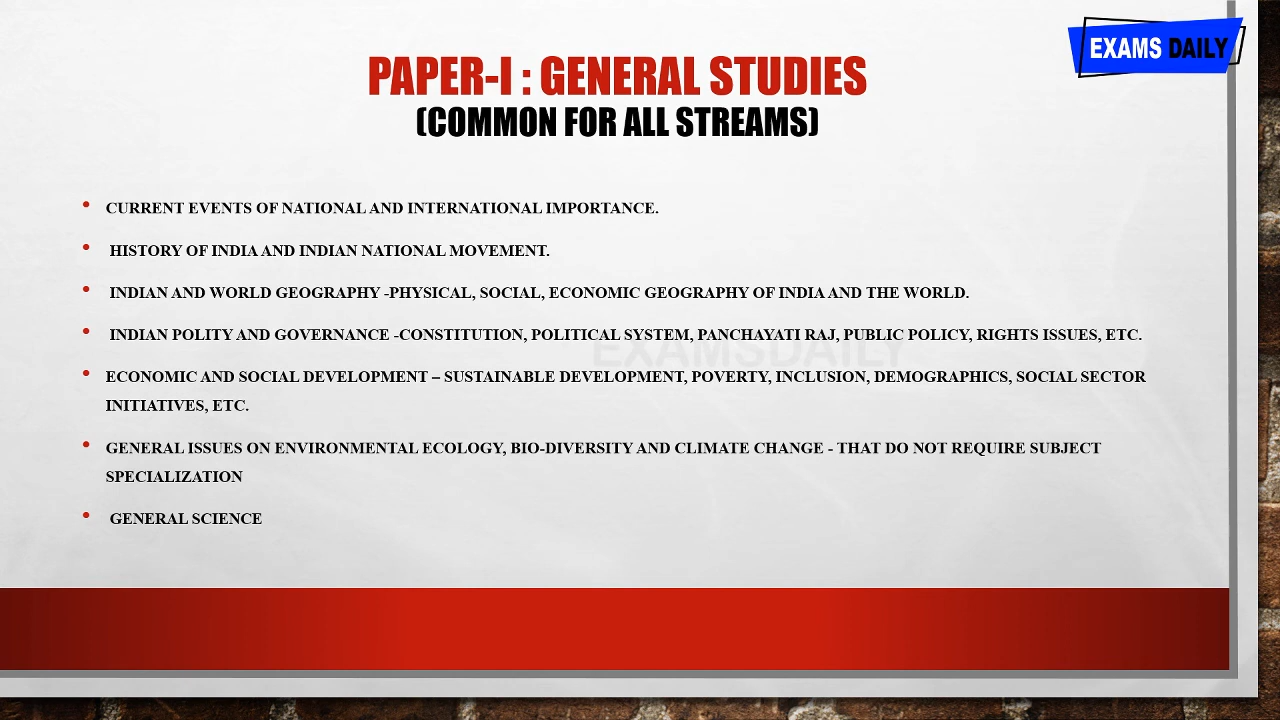 EXAMS DAILY
PAPER-I : GENERAL STUDIES
(COMMON FOR ALL STREAMS)
• CURRENT EVENTS OF NATIONAL AND INTERNATIONAL IMPORTANCE.
• HISTORY OF INDIA AND INDIAN NATIONAL MOVEMENT.
• INDIAN AND WORLD GEOGRAPHY -PHYSICAL, SOCIAL, ECONOMIC GEOGRAPHY OF INDIA AND THE WORLD.
• INDIAN POLITY AND GOVERNANCE -CONSTITUTION, POLITICAL SYSTEM, PANCHAYATI RAJ, PUBLIC POLICY, RIGHTS ISSUES, ETC.
EXAMSDAILY
• ECONOMIC AND SOCIAL DEVELOPMENT – SUSTAINABLE DEVELOPMENT, POVERTY, INCLUSION, DEMOGRAPHICS, SOCIAL SECTOR
INITIATIVES, ETC.
• GENERAL ISSUES ON ENVIRONMENTAL ECOLOGY, BIO-DIVERSITY AND CLIMATE CHANGE - THAT DO NOT REQUIRE SUBJECT
SPECIALIZATION
• GENERAL SCIENCE